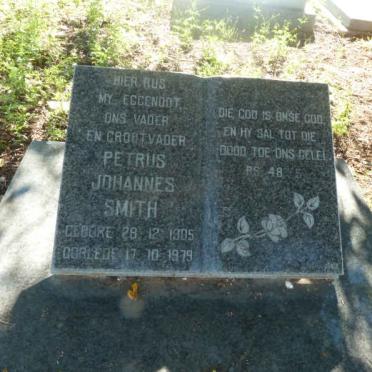 HIER RUS
MY EGGENOOT,
ONS VADER
EN GROOTVADER
PETRUS
JOHANNES
SMITH
GEBORE 28. 12. 1905
OORLEDE 17. 10. 1979
DIE GOD IS ONSE GOD
EN HY SAL TOT DIE
DOOD TOE ONS GELEI.
PS. 48